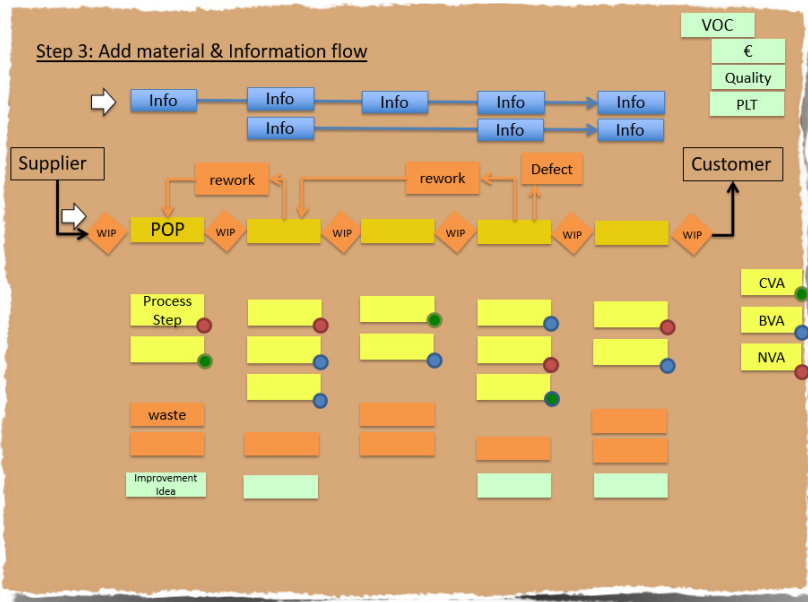 Step 3: Add material & Information flow
VOC
€
Quality
PLT
Info
Info
Info
Info
Info
Info
Info
Info
Supplier
Customer
rework
rework
Defect
WIP
POP
WIP
WIP
WIP
WIP
WIP
Process
Step
CVA
BVA
NVA
waste
Improvement
Idea